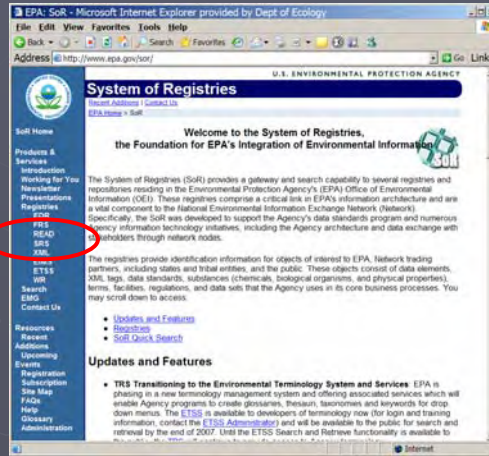 EPA: SoR - Microsoft Internet Explorer provided by Dept of Ecology
File Edit View Favorites Tools Help
Back Search Favorites
Address http://www.epa.gov/sor/ Go Link
U.S. ENVIRONMENTAL PROTECTION AGENCY
System of Registries
Recent Additions | Contact Us
EPA Home > SoR
SoR Home
Products &
Services
Introduction
Working for You
Newsletter
Presentations
Registries
EDR
FRS
READ
SRS
XML
ETSS
WR
Search
EMG
Contact Us
Resources
Recent
Additions
Upcoming
Events
Registration
Subscription
Site Map
FAQs
Help
Glossary
Administration
Welcome to the System of Registries,
the Foundation for EPA's Integration of Environmental Information
SoR
The System of Registries (SoR) provides a gateway and search capability to several registries and
repositories residing in the Environmental Protection Agency's (EPA) Office of Environmental
Information (OEI). These registries comprise a critical link in EPA's information architecture and are
a vital component to the National Environmental Information Exchange Network (Network).
Specifically, the SoR was developed to support the Agency's data standards program and numerous
Agency information technology initiatives, including the Agency architecture and data exchange with
stakeholders through network nodes.
The registries provide identification information for objects of interest to EPA, Network trading
partners, including states and tribal entities, and the public. These objects consist of data elements,
XML tags, data standards, substances (chemicals, biological organisms, and physical properties),
terms, facilities, regulations, and data sets that the Agency uses in its core business processes. You
may scroll down to access:
Updates and Features
Registries
SoR Quick Search
Updates and Features
TRS Transitioning to the Environmental Terminology System and Services EPA is
phasing in a new terminology management system and offering associated services which will
enable Agency programs to create glossaries, thesauri, taxonomies and keywords for drop
down menus. The ETSS is available to developers of terminology now (for login and training
information, contact the ETSS Administrator) and will be available to the public for search and
retrieval by the end of 2007. Until the ETSS Search and Retrieve functionality is available to
Internet